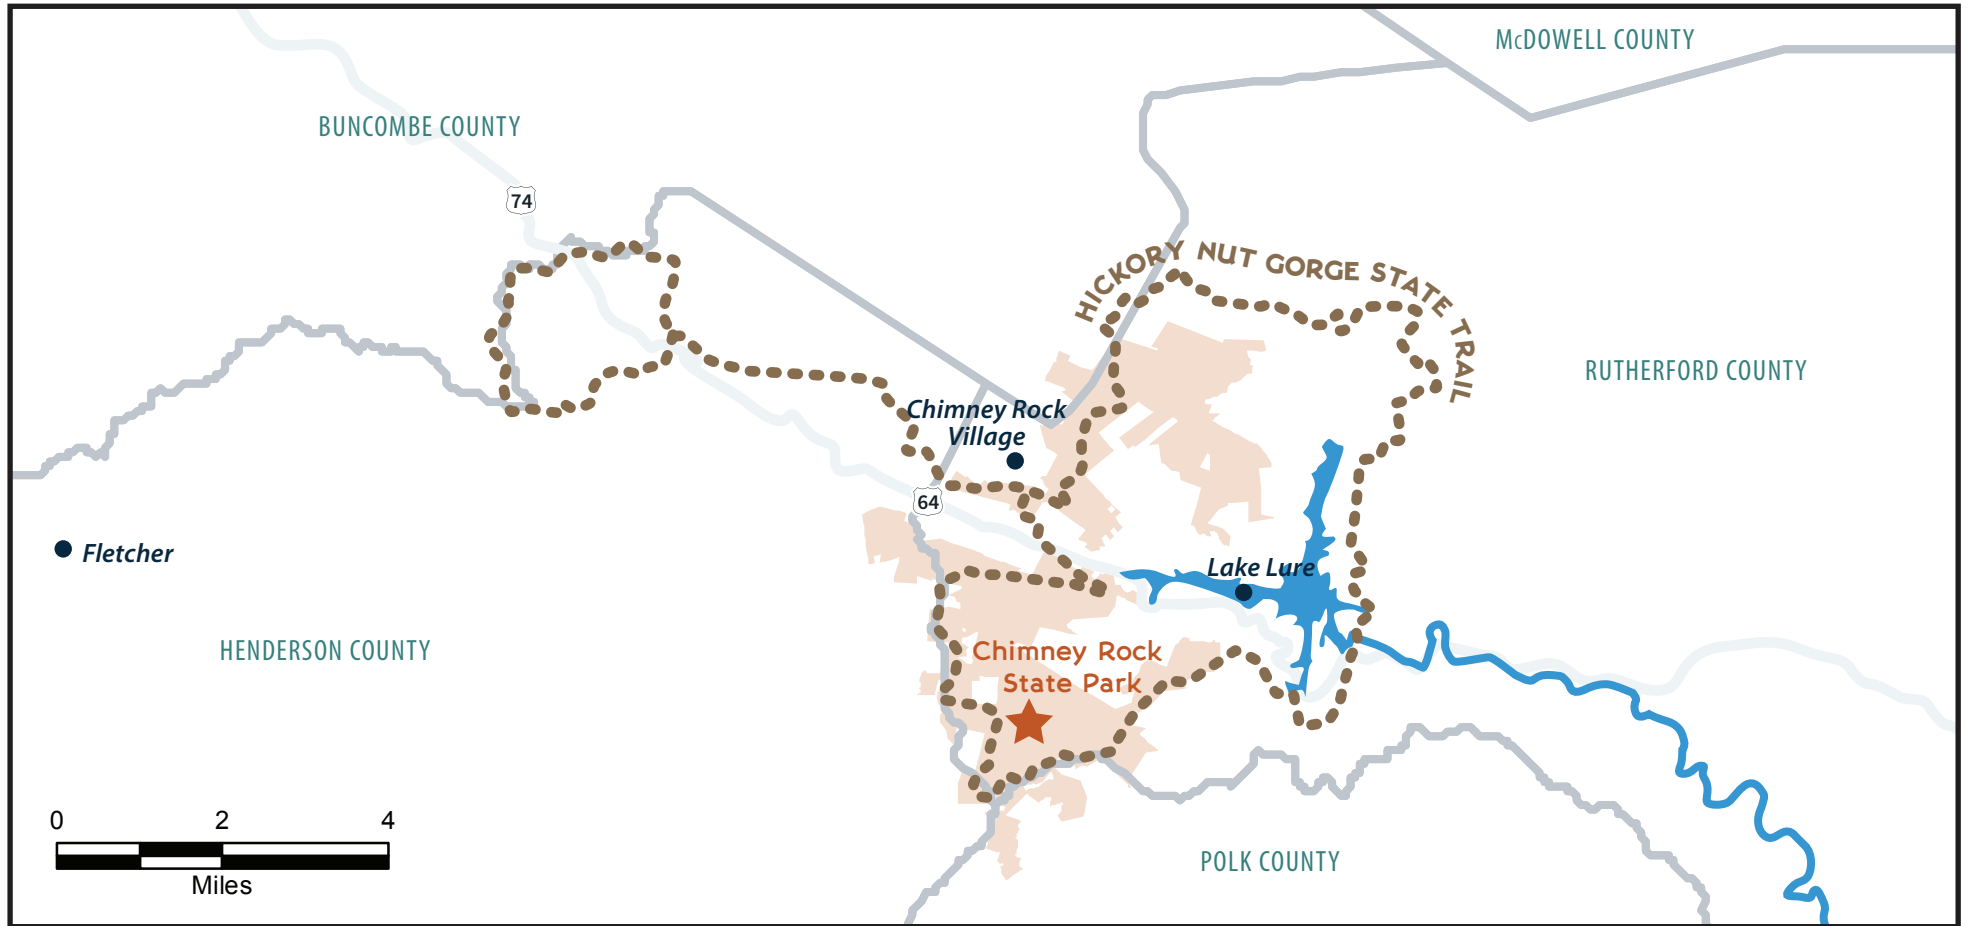 McDOWELL COUNTY
BUNCOMBE COUNTY
74
HICKORY NUT GORGE STATE TRAIL
RUTHERFORD COUNTY
Chimney Rock
Village
64
Fletcher
Lake Lure
HENDERSON COUNTY
Chimney Rock
State Park
0 2 4
Miles
POLK COUNTY